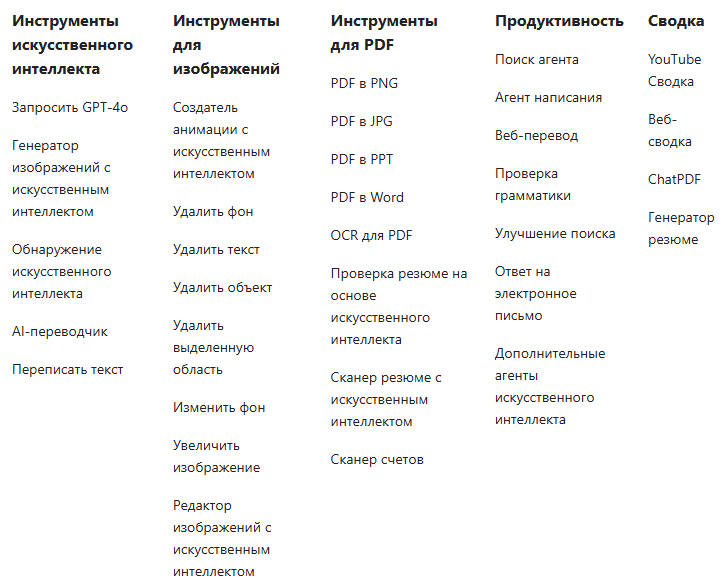 Инструменты
искусственного
интеллекта
Запросить GPT-4o
Генератор
изображений с
искусственным
интеллектом
Обнаружение
искусственного
интеллекта
AI-переводчик
Переписать текст
Инструменты
для
изображений
Создатель
анимации с
искусственным
интеллектом
Удалить фон
Удалить текст
Удалить объект
Удалить
выделенную
область
Изменить фон
Увеличить
изображение
Редактор
изображений с
искусственным
интеллектом
Инструменты
для PDF
PDF в PNG
PDF в JPG
PDF в PPT
PDF в Word
OCR для PDF
Проверка резюме на
основе
искусственного
интеллекта
Сканер резюме с
искусственным
интеллектом
Сканер счетов
Продуктивность
Поиск агента
Агент написания
Веб-перевод
Проверка
грамматики
Улучшение поиска
Ответ на
электронное
письмо
Дополнительные
агенты
искусственного
интеллекта
Сводка
YouTube
Сводка
Веб-
сводка
ChatPDF
Генератор
резюме